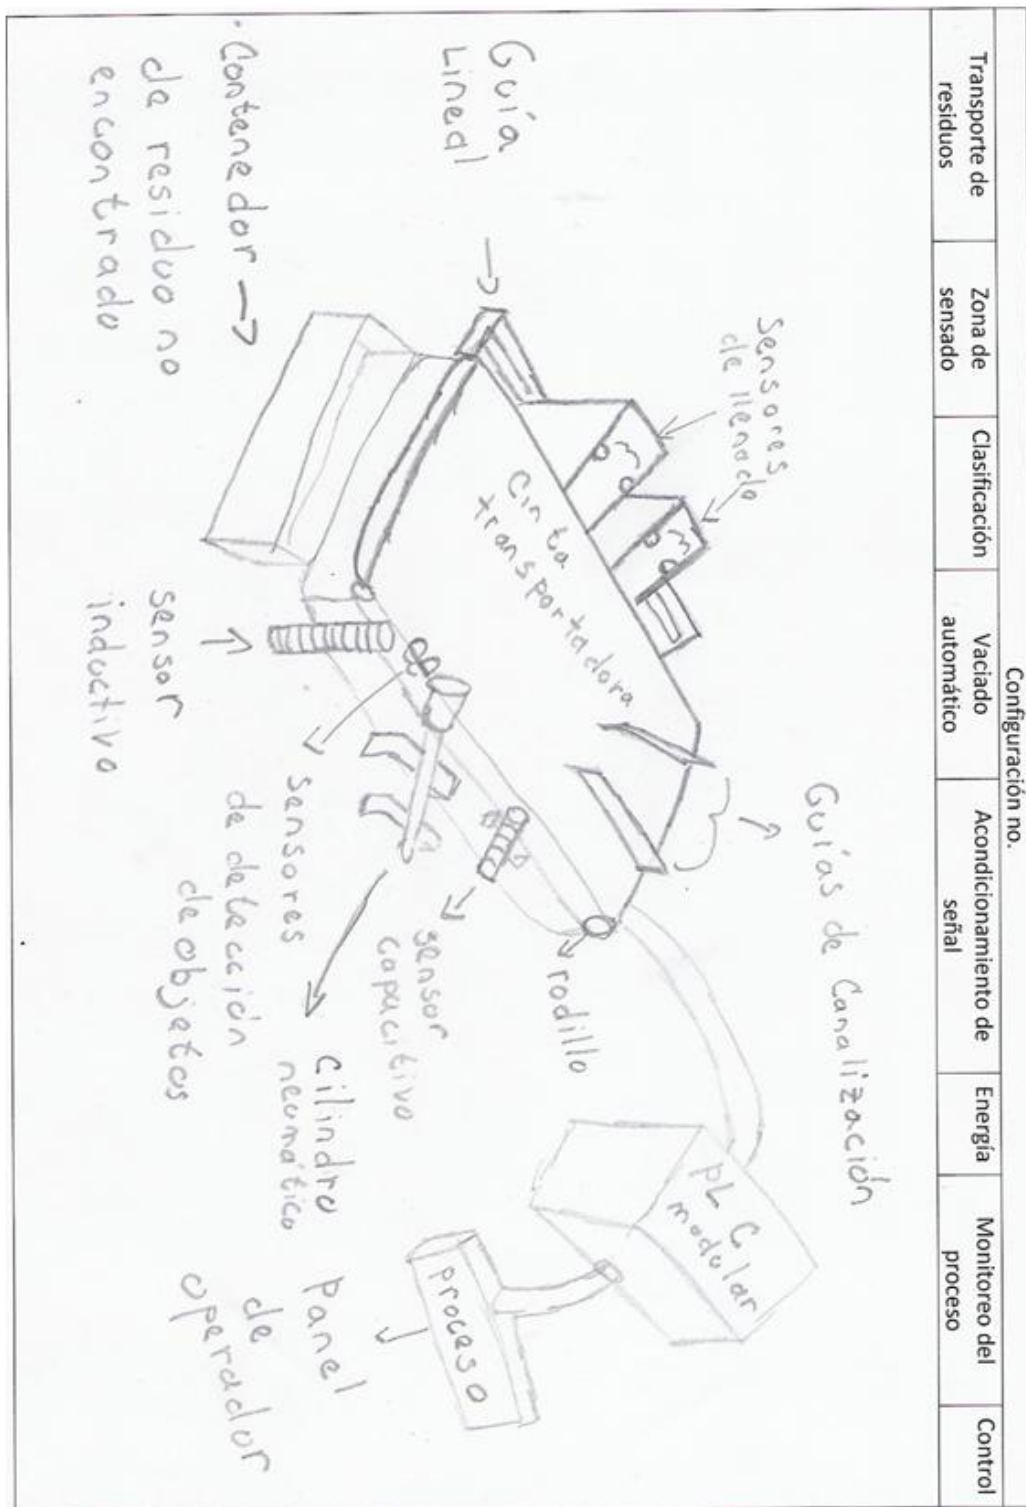 Configuración no.
Transporte de
residuos
Zona de
sensado
Clasificación
Vaciado
automático
Acondicionamiento de
señal
Energía
Monitoreo del
proceso
Control
Guías de Canalización
Sensores
de llenado
Guía
Lineal
Cinta
transportadora
pLC
modular
rodillo
Contenedor
de residuo no
encontrado
sensor
capacitivo
proceso
Sensor
inductivo
Sensores
de detección
de objetos
Cilindro
neumático
Panel
de
operador